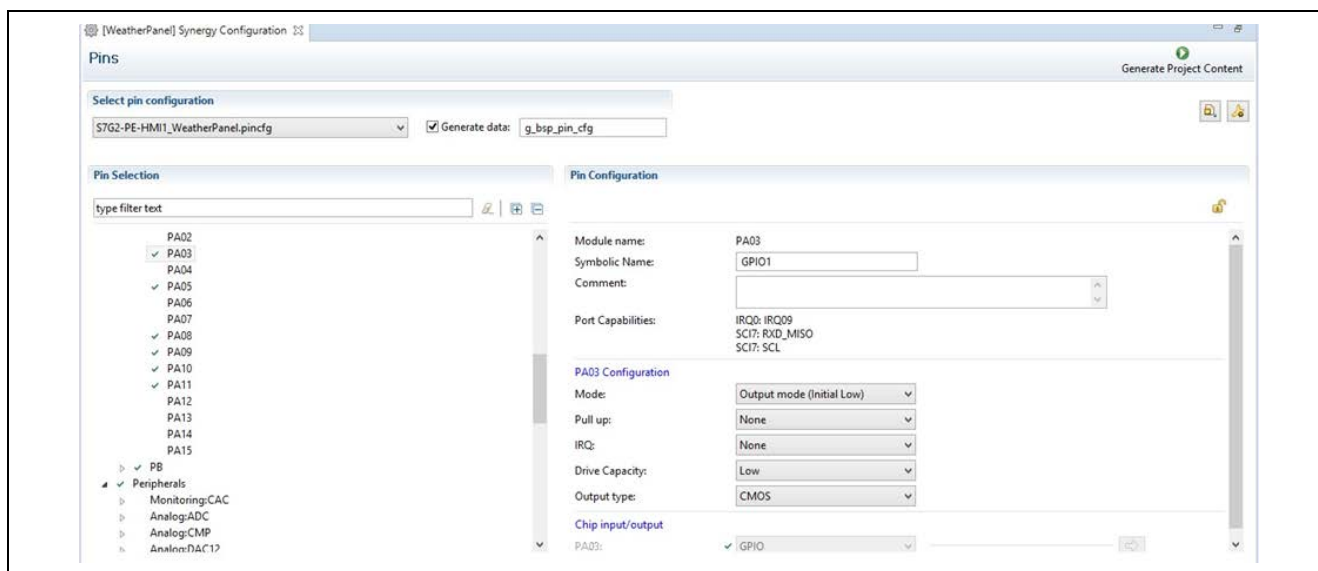 [WeatherPanel] Synergy Configuration
Pins
Generate Project Content
Select pin configuration
S7G2-PE-HMI1_WeatherPanel.pincfg
Generate data: g_bsp_pin_cfg
Pin Selection
type filter text
PA02
PA03
PA04
PA05
PA06
PA07
PA08
PA09
PA10
PA11
PA12
PA13
PA14
PA15
PB
Peripherals
Monitoring:CAC
Analog:ADC
Analog:CMP
Analog:DAC12
Pin Configuration
Module name: PA03
Symbolic Name: GPIO1
Comment:
Port Capabilities: IRQ0: IRQ09
SCI7: RXD_MISO
SCI7: SCL
PA03 Configuration
Mode: Output mode (Initial Low)
Pull up: None
IRQ: None
Drive Capacity: Low
Output type: CMOS
Chip input/output
PA03: GPIO